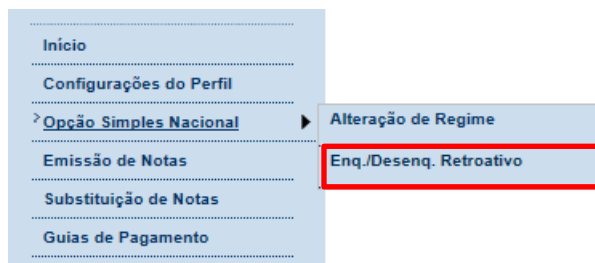 Início
Configurações do Perfil
Opção Simples Nacional
Alteração de Regime
Emissão de Notas
Enq./Desenq. Retroativo
Substituição de Notas
Guias de Pagamento